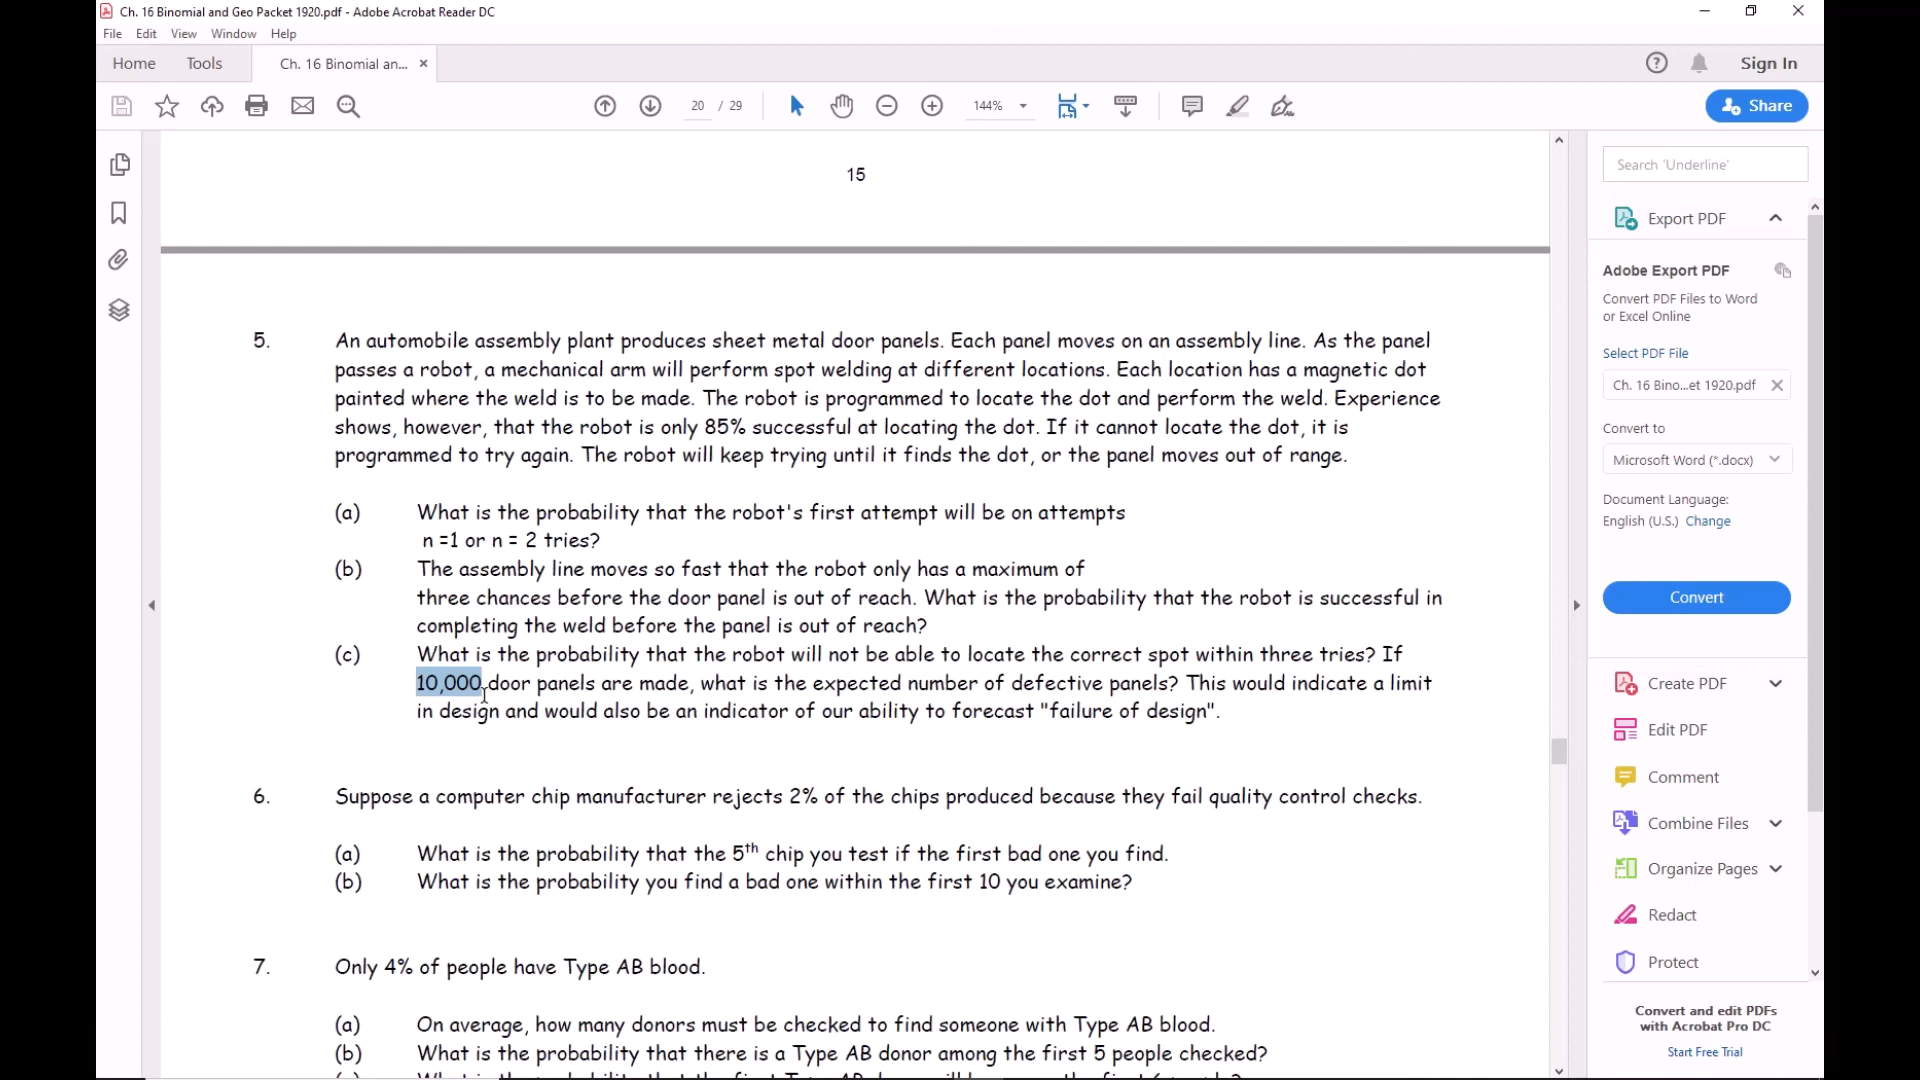 Ch. 16 Binomial and Geo Packet 1920.pdf - Adobe Acrobat Reader DC
File Edit View Window Help
Home Tools Ch. 16 Binomial an... × Sign In
20 / 29 144% Share
15
Search 'Underline'
Export PDF
Adobe Export PDF
Convert PDF Files to Word
or Excel Online
Select PDF File
Ch. 16 Bino...et 1920.pdf
Convert to
Microsoft Word (*.docx)
Document Language:
English (U.S.) Change
Convert
Create PDF
Edit PDF
Comment
Combine Files
Organize Pages
Redact
Protect
Convert and edit PDFs
with Acrobat Pro DC
Start Free Trial
5. An automobile assembly plant produces sheet metal door panels. Each panel moves on an assembly line. As the panel
passes a robot, a mechanical arm will perform spot welding at different locations. Each location has a magnetic dot
painted where the weld is to be made. The robot is programmed to locate the dot and perform the weld. Experience
shows, however, that the robot is only 85% successful at locating the dot. If it cannot locate the dot, it is
programmed to try again. The robot will keep trying until it finds the dot, or the panel moves out of range.
(a) What is the probability that the robot's first attempt will be on attempts
n =1 or n = 2 tries?
(b) The assembly line moves so fast that the robot only has a maximum of
three chances before the door panel is out of reach. What is the probability that the robot is successful in
completing the weld before the panel is out of reach?
(c) What is the probability that the robot will not be able to locate the correct spot within three tries? If
10,000 door panels are made, what is the expected number of defective panels? This would indicate a limit
in design and would also be an indicator of our ability to forecast "failure of design".
6. Suppose a computer chip manufacturer rejects 2% of the chips produced because they fail quality control checks.
(a) What is the probability that the 5th chip you test if the first bad one you find.
(b) What is the probability you find a bad one within the first 10 you examine?
7. Only 4% of people have Type AB blood.
(a) On average, how many donors must be checked to find someone with Type AB blood.
(b) What is the probability that there is a Type AB donor among the first 5 people checked?